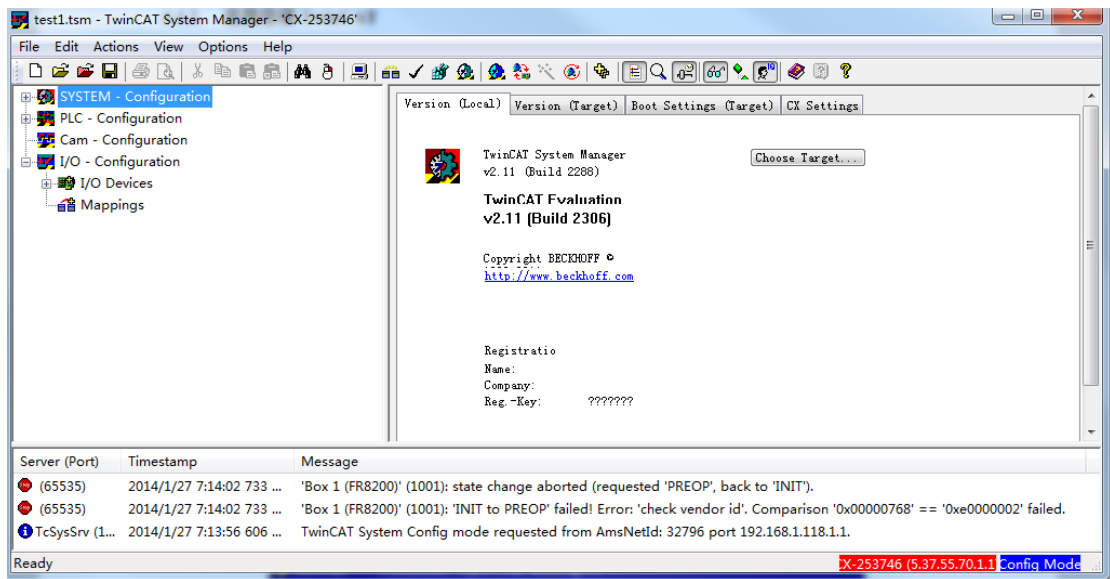 test1.tsm - TwinCAT System Manager - 'CX-253746'
File Edit Actions View Options Help
SYSTEM - Configuration
PLC - Configuration
Cam - Configuration
I/O - Configuration
I/O Devices
Mappings
Version (Local) Version (Target) Boot Settings (Target) CX Settings
TwinCAT System Manager
v2.11 (Build 2288)
Choose Target...
TwinCAT Evaluation
v2.11 (Build 2306)
Copyright BECKHOFF ©
http://www.beckhoff.com
Registratio
Name:
Company:
Reg.-Key: ???????
Server (Port) Timestamp Message
(65535) 2014/1/27 7:14:02 733 ... 'Box 1 (FR8200)' (1001): state change aborted (requested 'PREOP', back to 'INIT').
(65535) 2014/1/27 7:14:02 733 ... 'Box 1 (FR8200)' (1001): 'INIT to PREOP' failed! Error: 'check vendor id'. Comparison '0x00000768' == '0xe0000002' failed.
TcSysSrv (1... 2014/1/27 7:13:56 606 ... TwinCAT System Config mode requested from AmsNetId: 32796 port 192.168.1.118.1.1.
Ready
CX-253746 (5.37.55.70.1.1 Config Mode